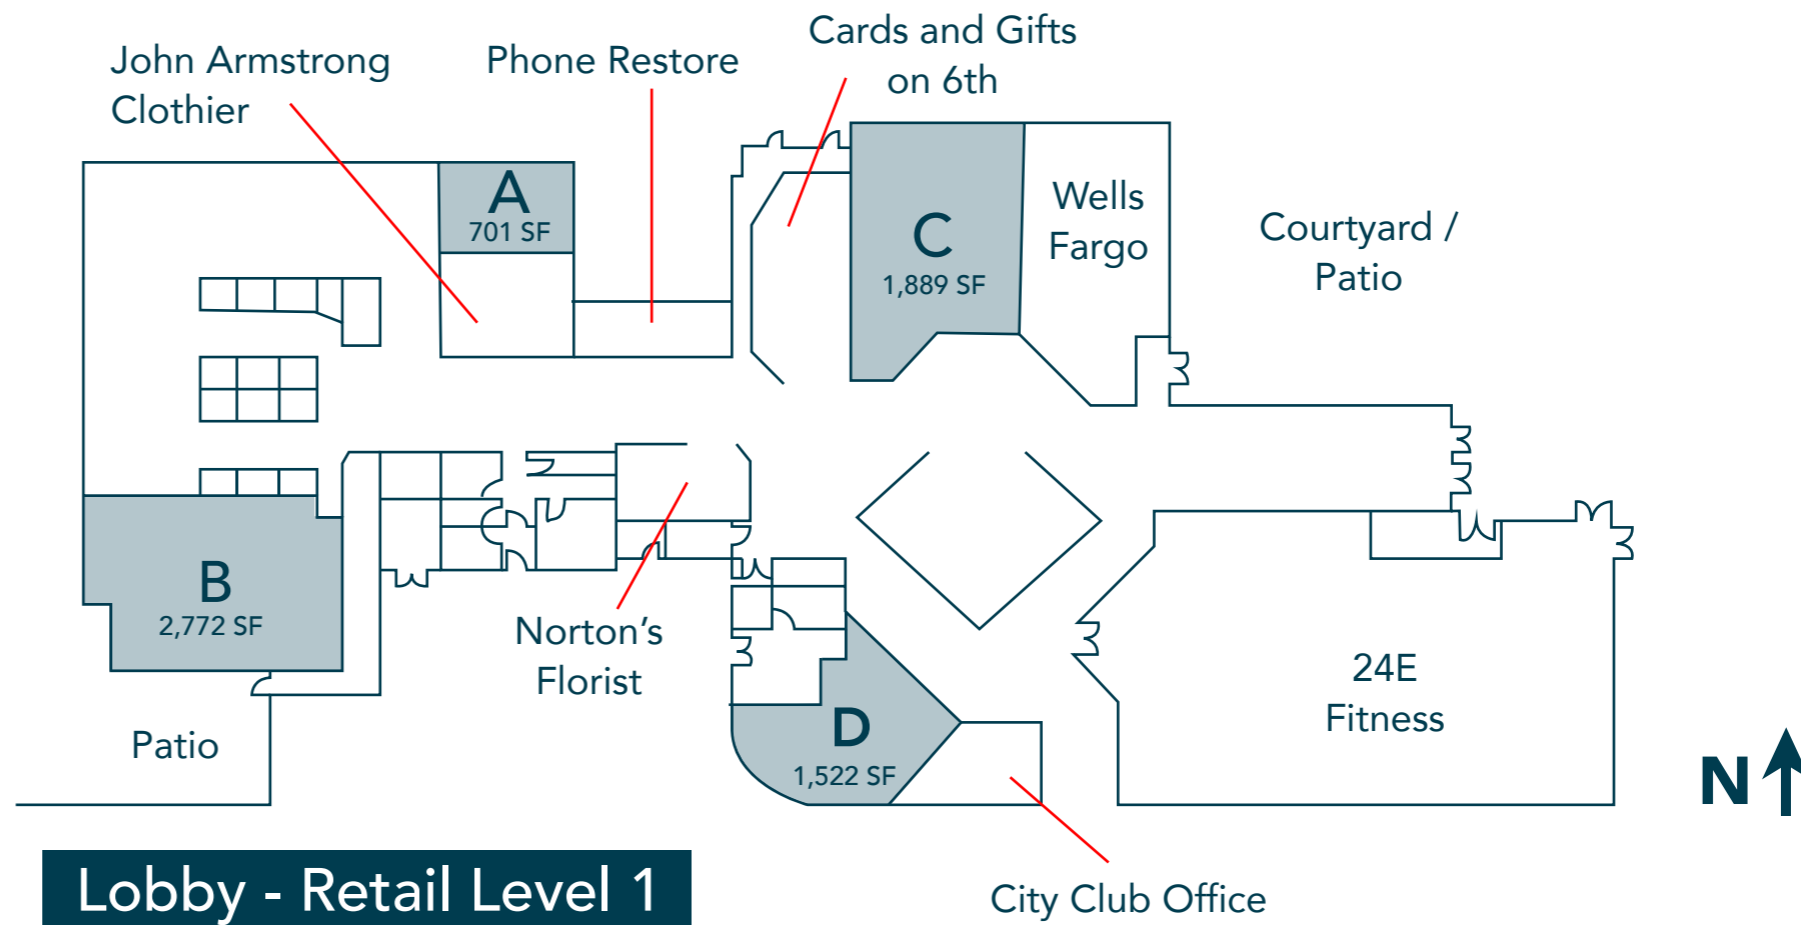 Cards and Gifts
on 6th
John Armstrong
Clothier
Phone Restore
A
701 SF
C
1,889 SF
Wells
Fargo
Courtyard /
Patio
B
2,772 SF
Norton's
Florist
24E
Fitness
Patio
D
1,522 SF
N
Lobby - Retail Level 1
City Club Office